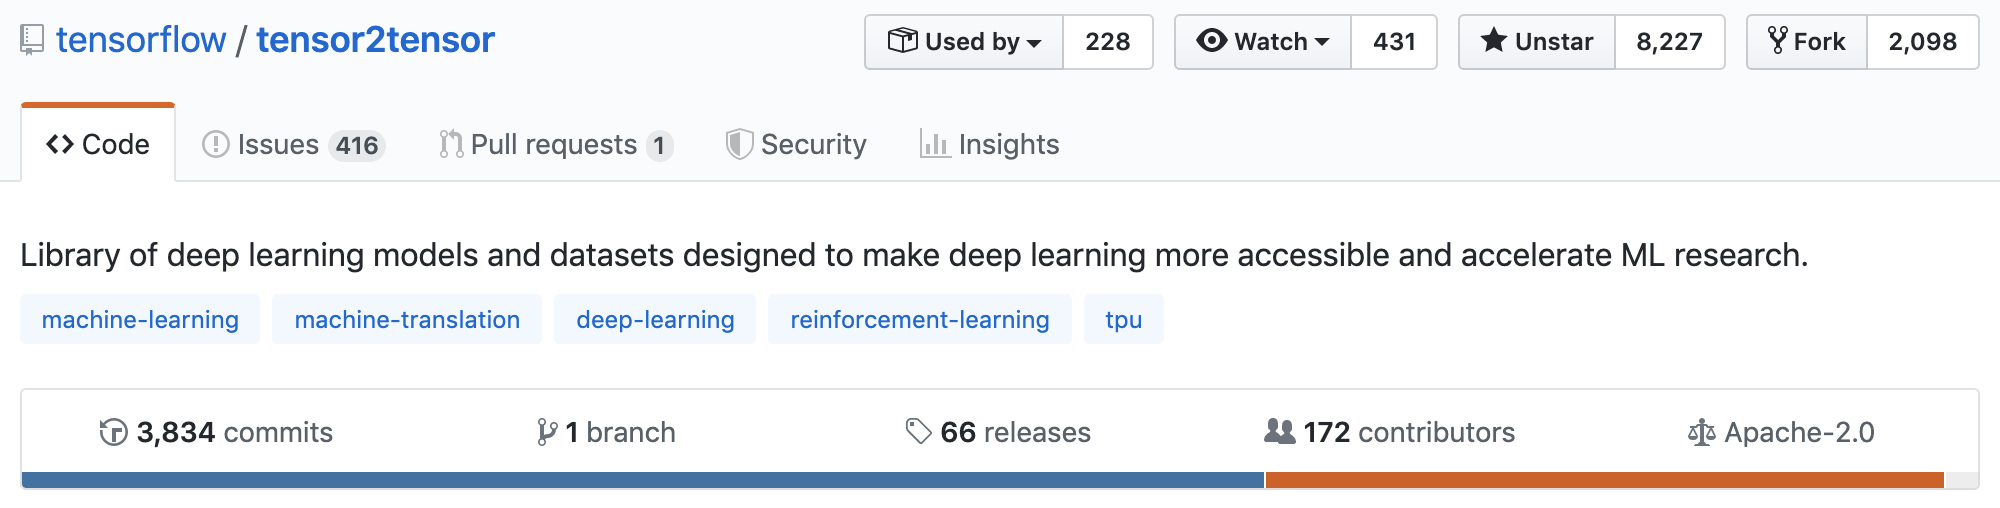 tensorflow / tensor2tensor Used by 228 Watch 431 Unstar 8,227 Fork 2,098
Code Issues 416 Pull requests 1 Security Insights
Library of deep learning models and datasets designed to make deep learning more accessible and accelerate ML research.
machine-learning machine-translation deep-learning reinforcement-learning tpu
3,834 commits 1 branch 66 releases 172 contributors Apache-2.0